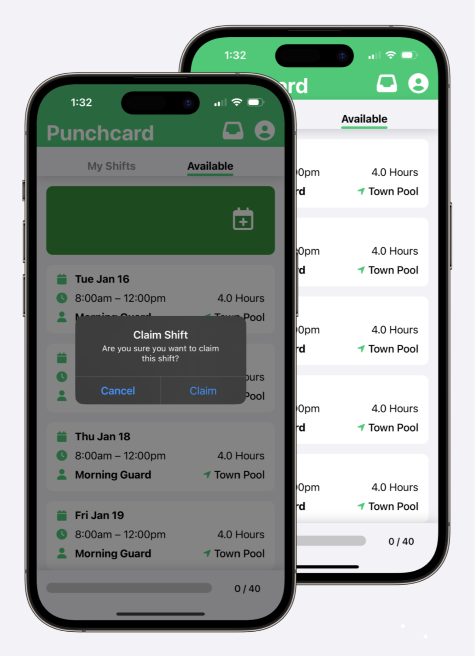 1:32
Punchcard
My Shifts Available
Tue Jan 16
8:00am – 12:00pm 4.0 Hours
Morning Guard Town Pool
Claim Shift
Are you sure you want to claim
this shift?
Cancel Claim
ours
Pool
Thu Jan 18
8:00am – 12:00pm 4.0 Hours
Morning Guard Town Pool
Fri Jan 19
8:00am – 12:00pm 4.0 Hours
Morning Guard Town Pool
0 / 40
1:32
rd
Available
0pm 4.0 Hours
rd Town Pool
0pm 4.0 Hours
rd Town Pool
0pm 4.0 Hours
rd Town Pool
0pm 4.0 Hours
rd Town Pool
0pm 4.0 Hours
rd Town Pool
0 / 40